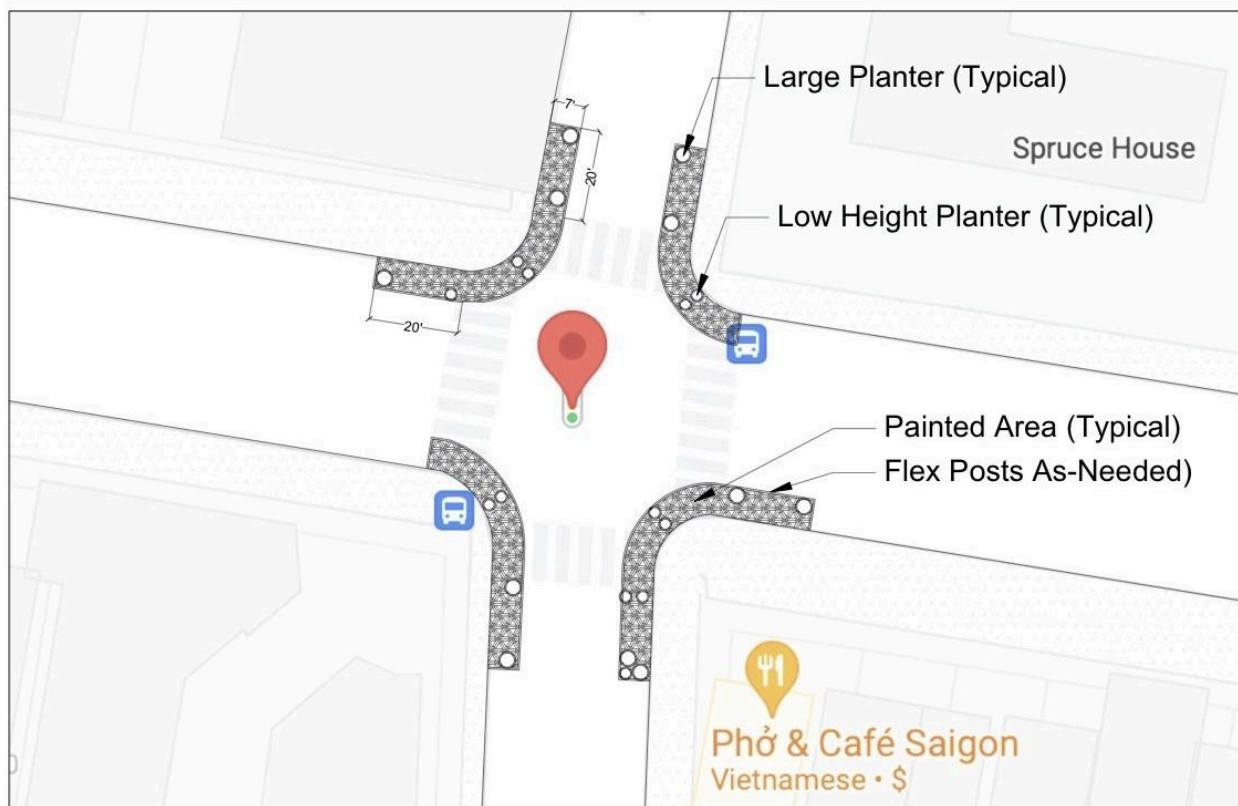 Large Planter (Typical)
7'
20'
Spruce House
Low Height Planter (Typical)
20'
Painted Area (Typical)
Flex Posts As-Needed)
Phở & Café Saigon
Vietnamese • $